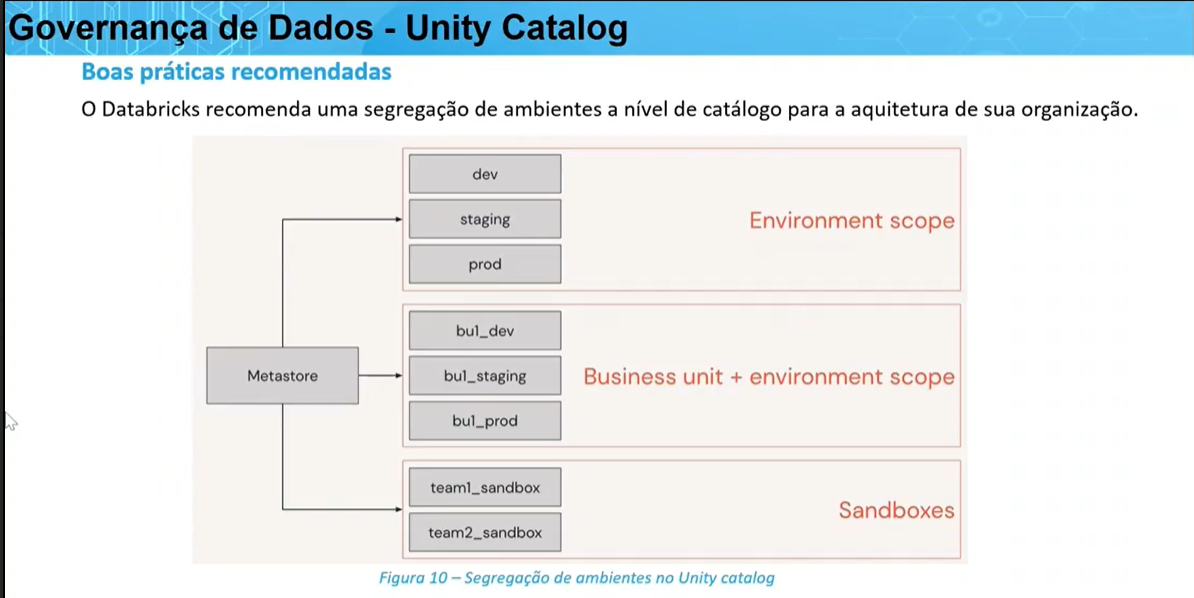 Governança de Dados - Unity Catalog
Boas práticas recomendadas
O Databricks recomenda uma segregação de ambientes a nível de catálogo para a aquitetura de sua organização.
dev
staging
prod
Environment scope
Metastore
bu1_dev
bu1_staging
bu1_prod
Business unit + environment scope
team1_sandbox
team2_sandbox
Sandboxes
Figura 10 – Segregação de ambientes no Unity catalog